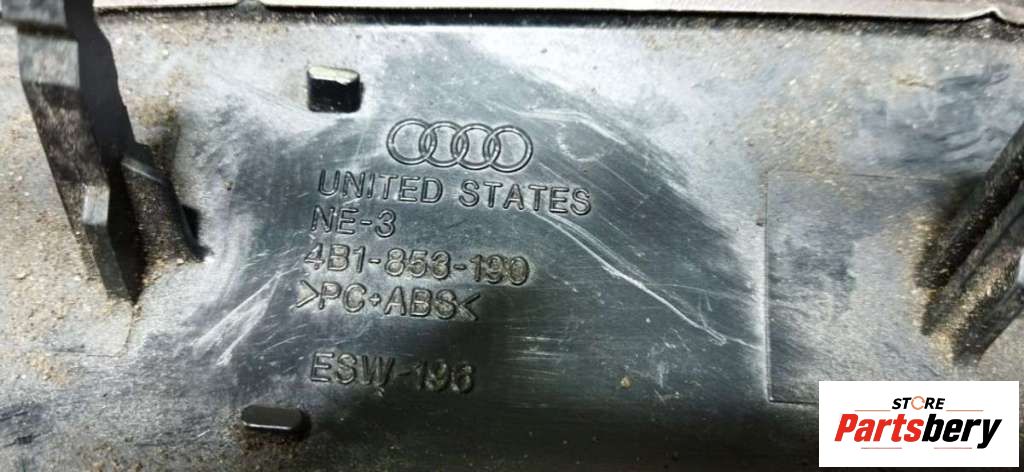 UNITED STATES
NE-3
4B1-853-190
>PC+ABS<
ESW-196
STORE
Partsbery